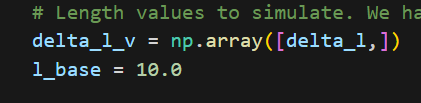 # Length values to simulate. We ha
delta_l_v = np.array([delta_l,])
l_base = 10.0